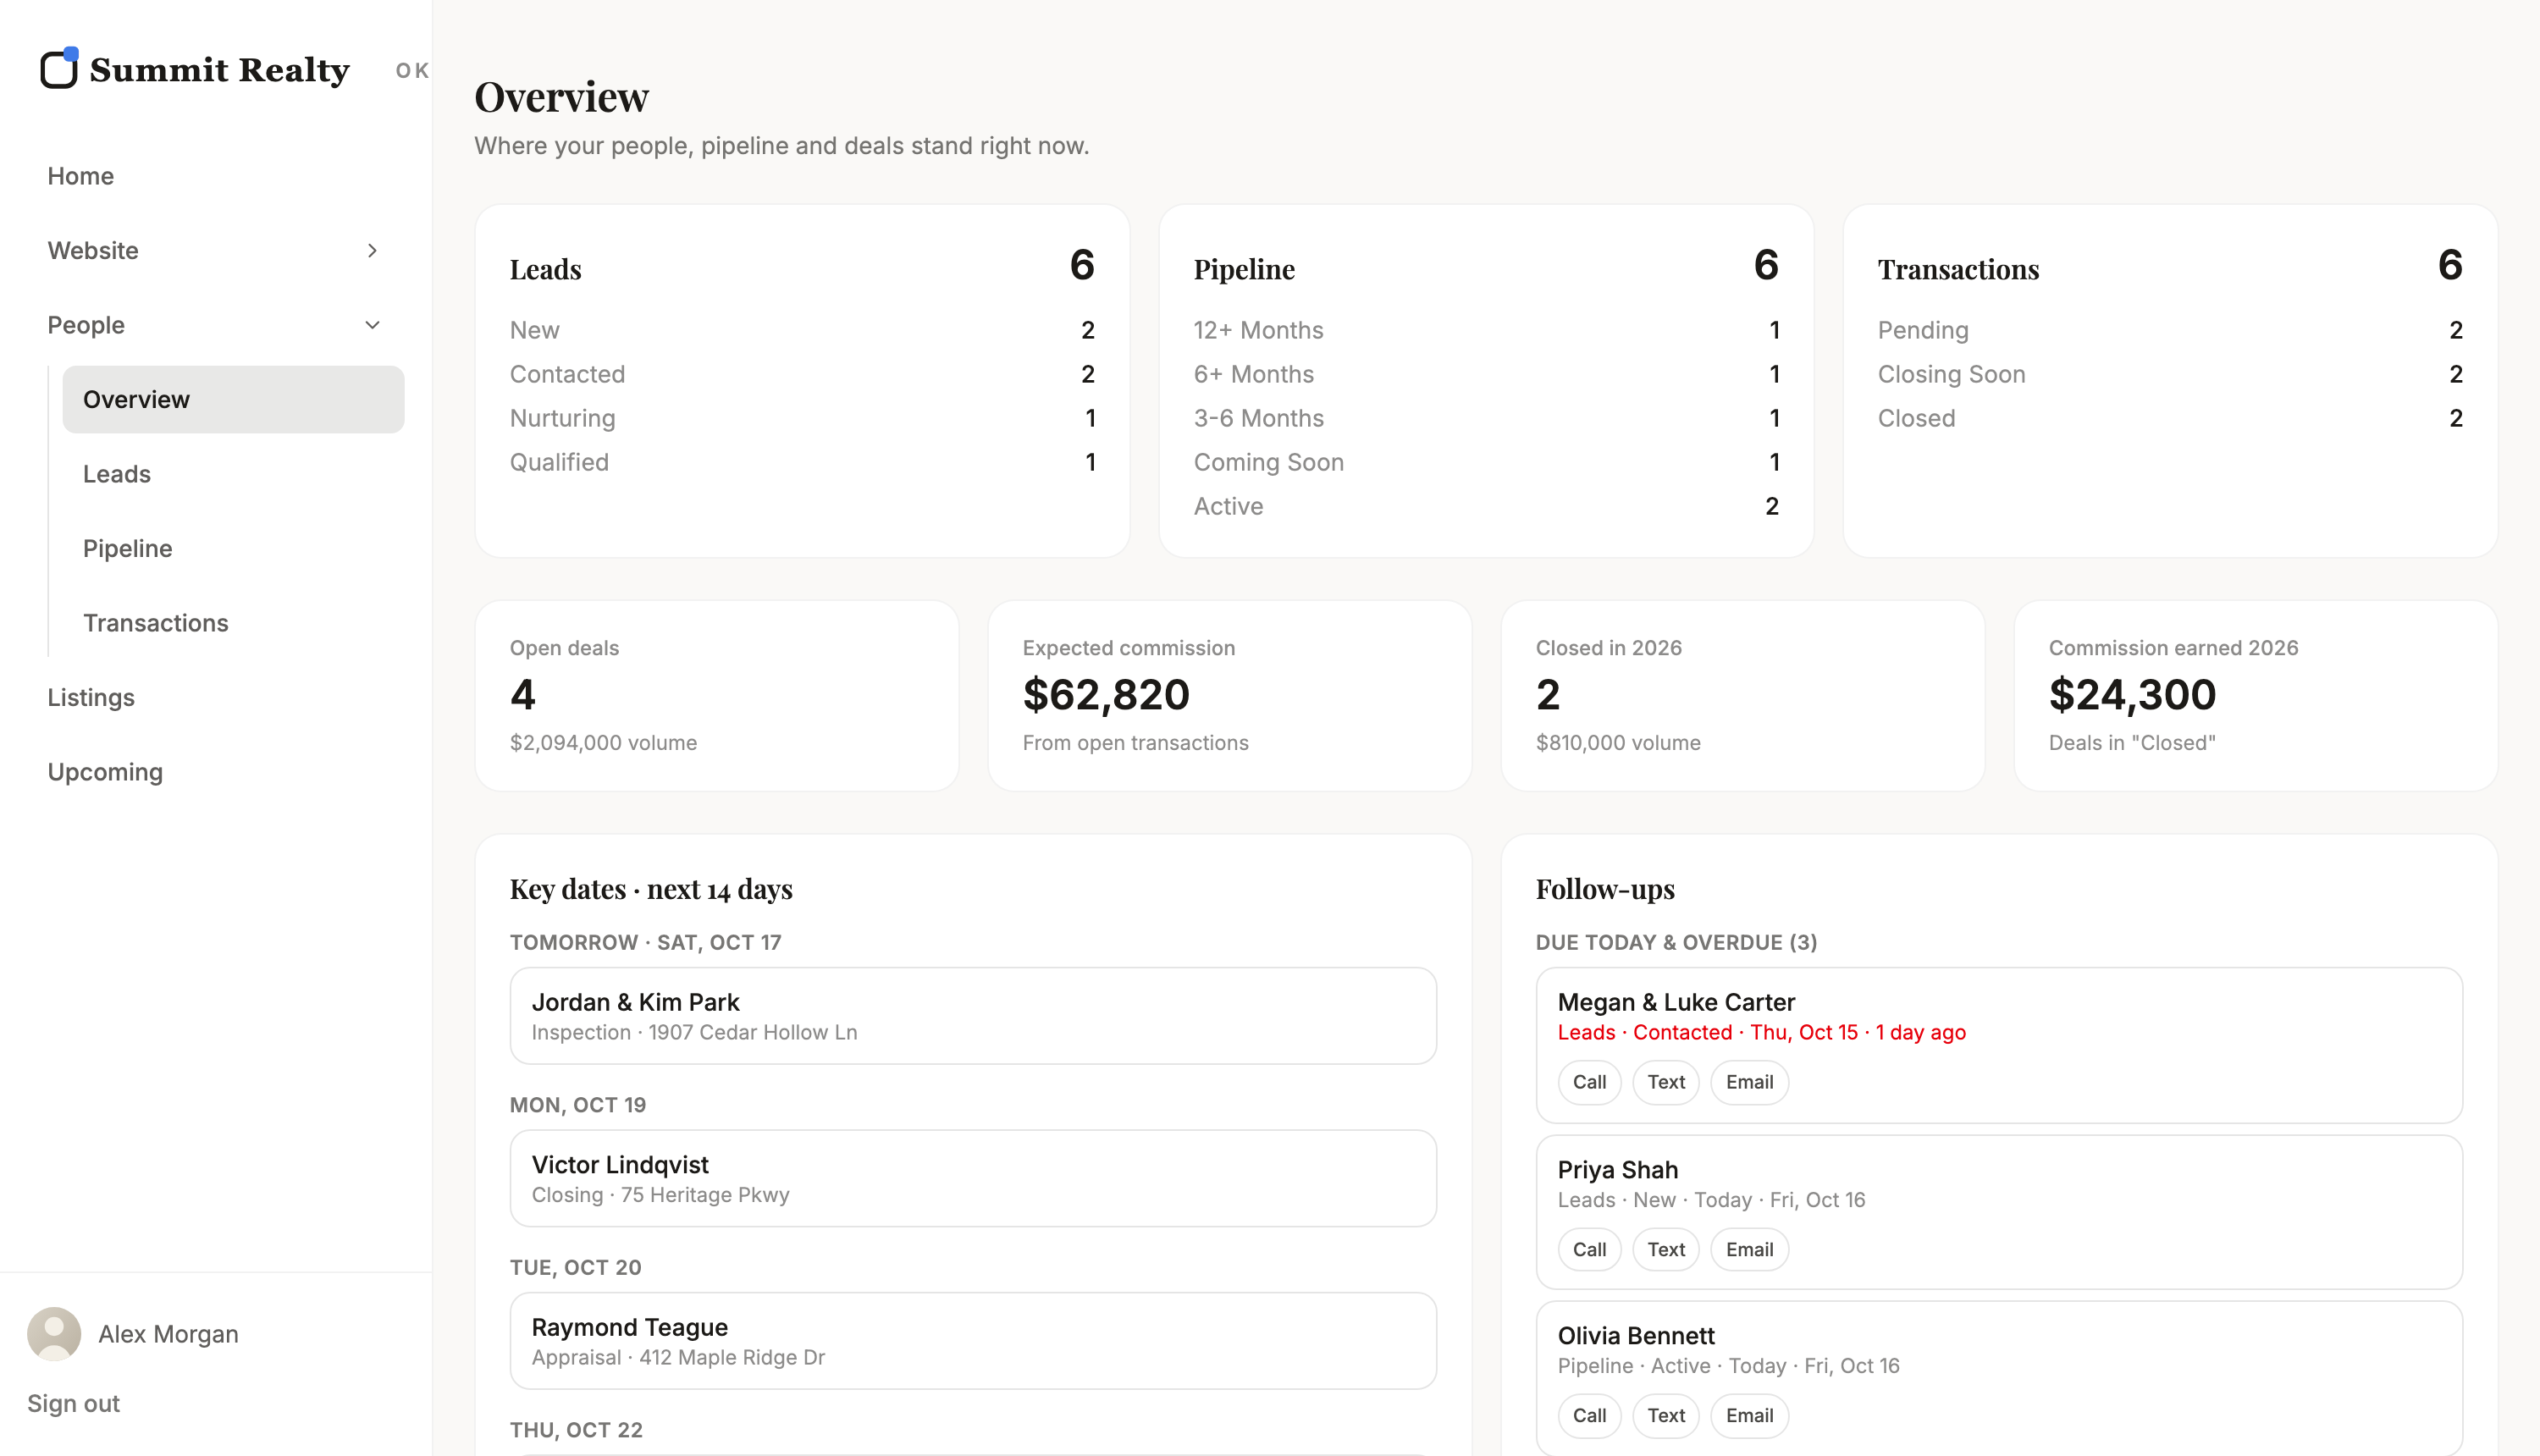 Summit Realty OK
Home
Website
People
Overview
Leads
Pipeline
Transactions
Listings
Upcoming
Alex Morgan
Sign out
Overview
Where your people, pipeline and deals stand right now.
Leads 6
New 2
Contacted 2
Nurturing 1
Qualified 1
Pipeline 6
12+ Months 1
6+ Months 1
3-6 Months 1
Coming Soon 1
Active 2
Transactions 6
Pending 2
Closing Soon 2
Closed 2
Open deals
4
$2,094,000 volume
Expected commission
$62,820
From open transactions
Closed in 2026
2
$810,000 volume
Commission earned 2026
$24,300
Deals in "Closed"
Key dates · next 14 days
TOMORROW · SAT, OCT 17
Jordan & Kim Park
Inspection · 1907 Cedar Hollow Ln
MON, OCT 19
Victor Lindqvist
Closing · 75 Heritage Pkwy
TUE, OCT 20
Raymond Teague
Appraisal · 412 Maple Ridge Dr
THU, OCT 22
Follow-ups
DUE TODAY & OVERDUE (3)
Megan & Luke Carter
Leads · Contacted · Thu, Oct 15 · 1 day ago
Call Text Email
Priya Shah
Leads · New · Today · Fri, Oct 16
Call Text Email
Olivia Bennett
Pipeline · Active · Today · Fri, Oct 16
Call Text Email